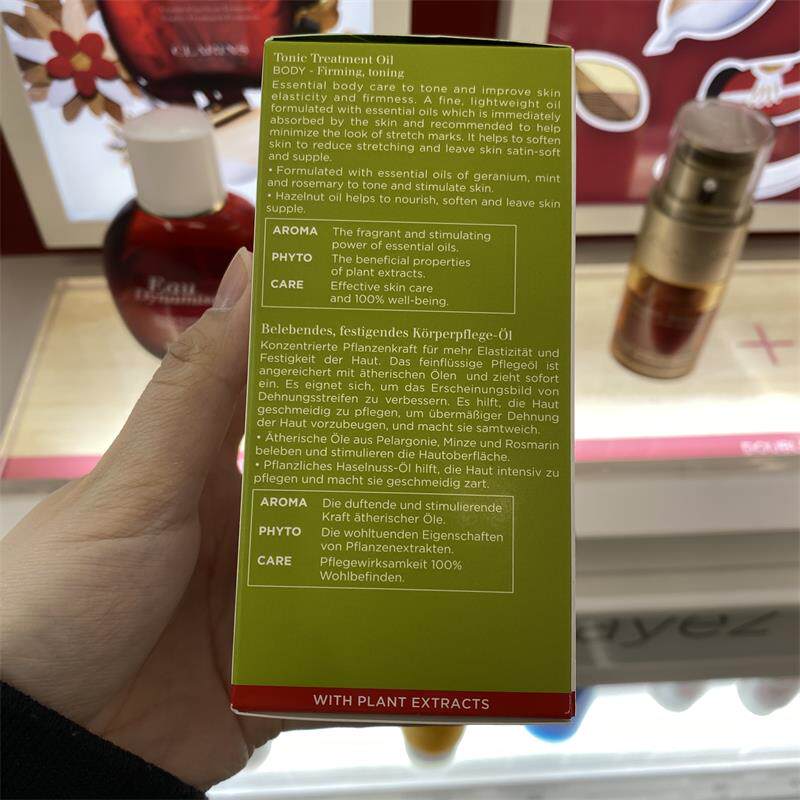 CLARINS
Tonic Treatment Oil
BODY - Firming, toning
Essential body care to tone and improve skin
elasticity and firmness. A fine, lightweight oil
formulated with essential oils which is immediately
absorbed by the skin and recommended to help
minimize the look of stretch marks. It helps to soften
skin to reduce stretching and leave skin satin-soft
and supple.
• Formulated with essential oils of geranium, mint
and rosemary to tone and stimulate skin.
• Hazelnut oil helps to nourish, soften and leave skin
supple.
AROMA The fragrant and stimulating
power of essential oils.
PHYTO The beneficial properties
of plant extracts.
CARE Effective skin care
and 100% well-being.
Belebendes, festigendes Körperpflege-Öl
Konzentrierte Pflanzenkraft für mehr Elastizität und
Festigkeit der Haut. Das feinflüssige Pflegeöl ist
angereichert mit ätherischen Ölen und zieht sofort
ein. Es eignet sich, um das Erscheinungsbild von
Dehnungsstreifen zu verbessern. Es hilft, die Haut
geschmeidig zu pflegen, um übermäßiger Dehnung
der Haut vorzubeugen, und macht sie samtweich.
• Ätherische Öle aus Pelargonie, Minze und Rosmarin
beleben und stimulieren die Hautoberfläche.
• Pflanzliches Haselnuss-Öl hilft, die Haut intensiv zu
pflegen und macht sie geschmeidig zart.
AROMA Die duftende und stimulierende
Kraft ätherischer Öle.
PHYTO Die wohltuenden Eigenschaften
von Pflanzenextrakten.
CARE Pflegewirksamkeit 100%
Wohlbefinden.
WITH PLANT EXTRACTS
Eau